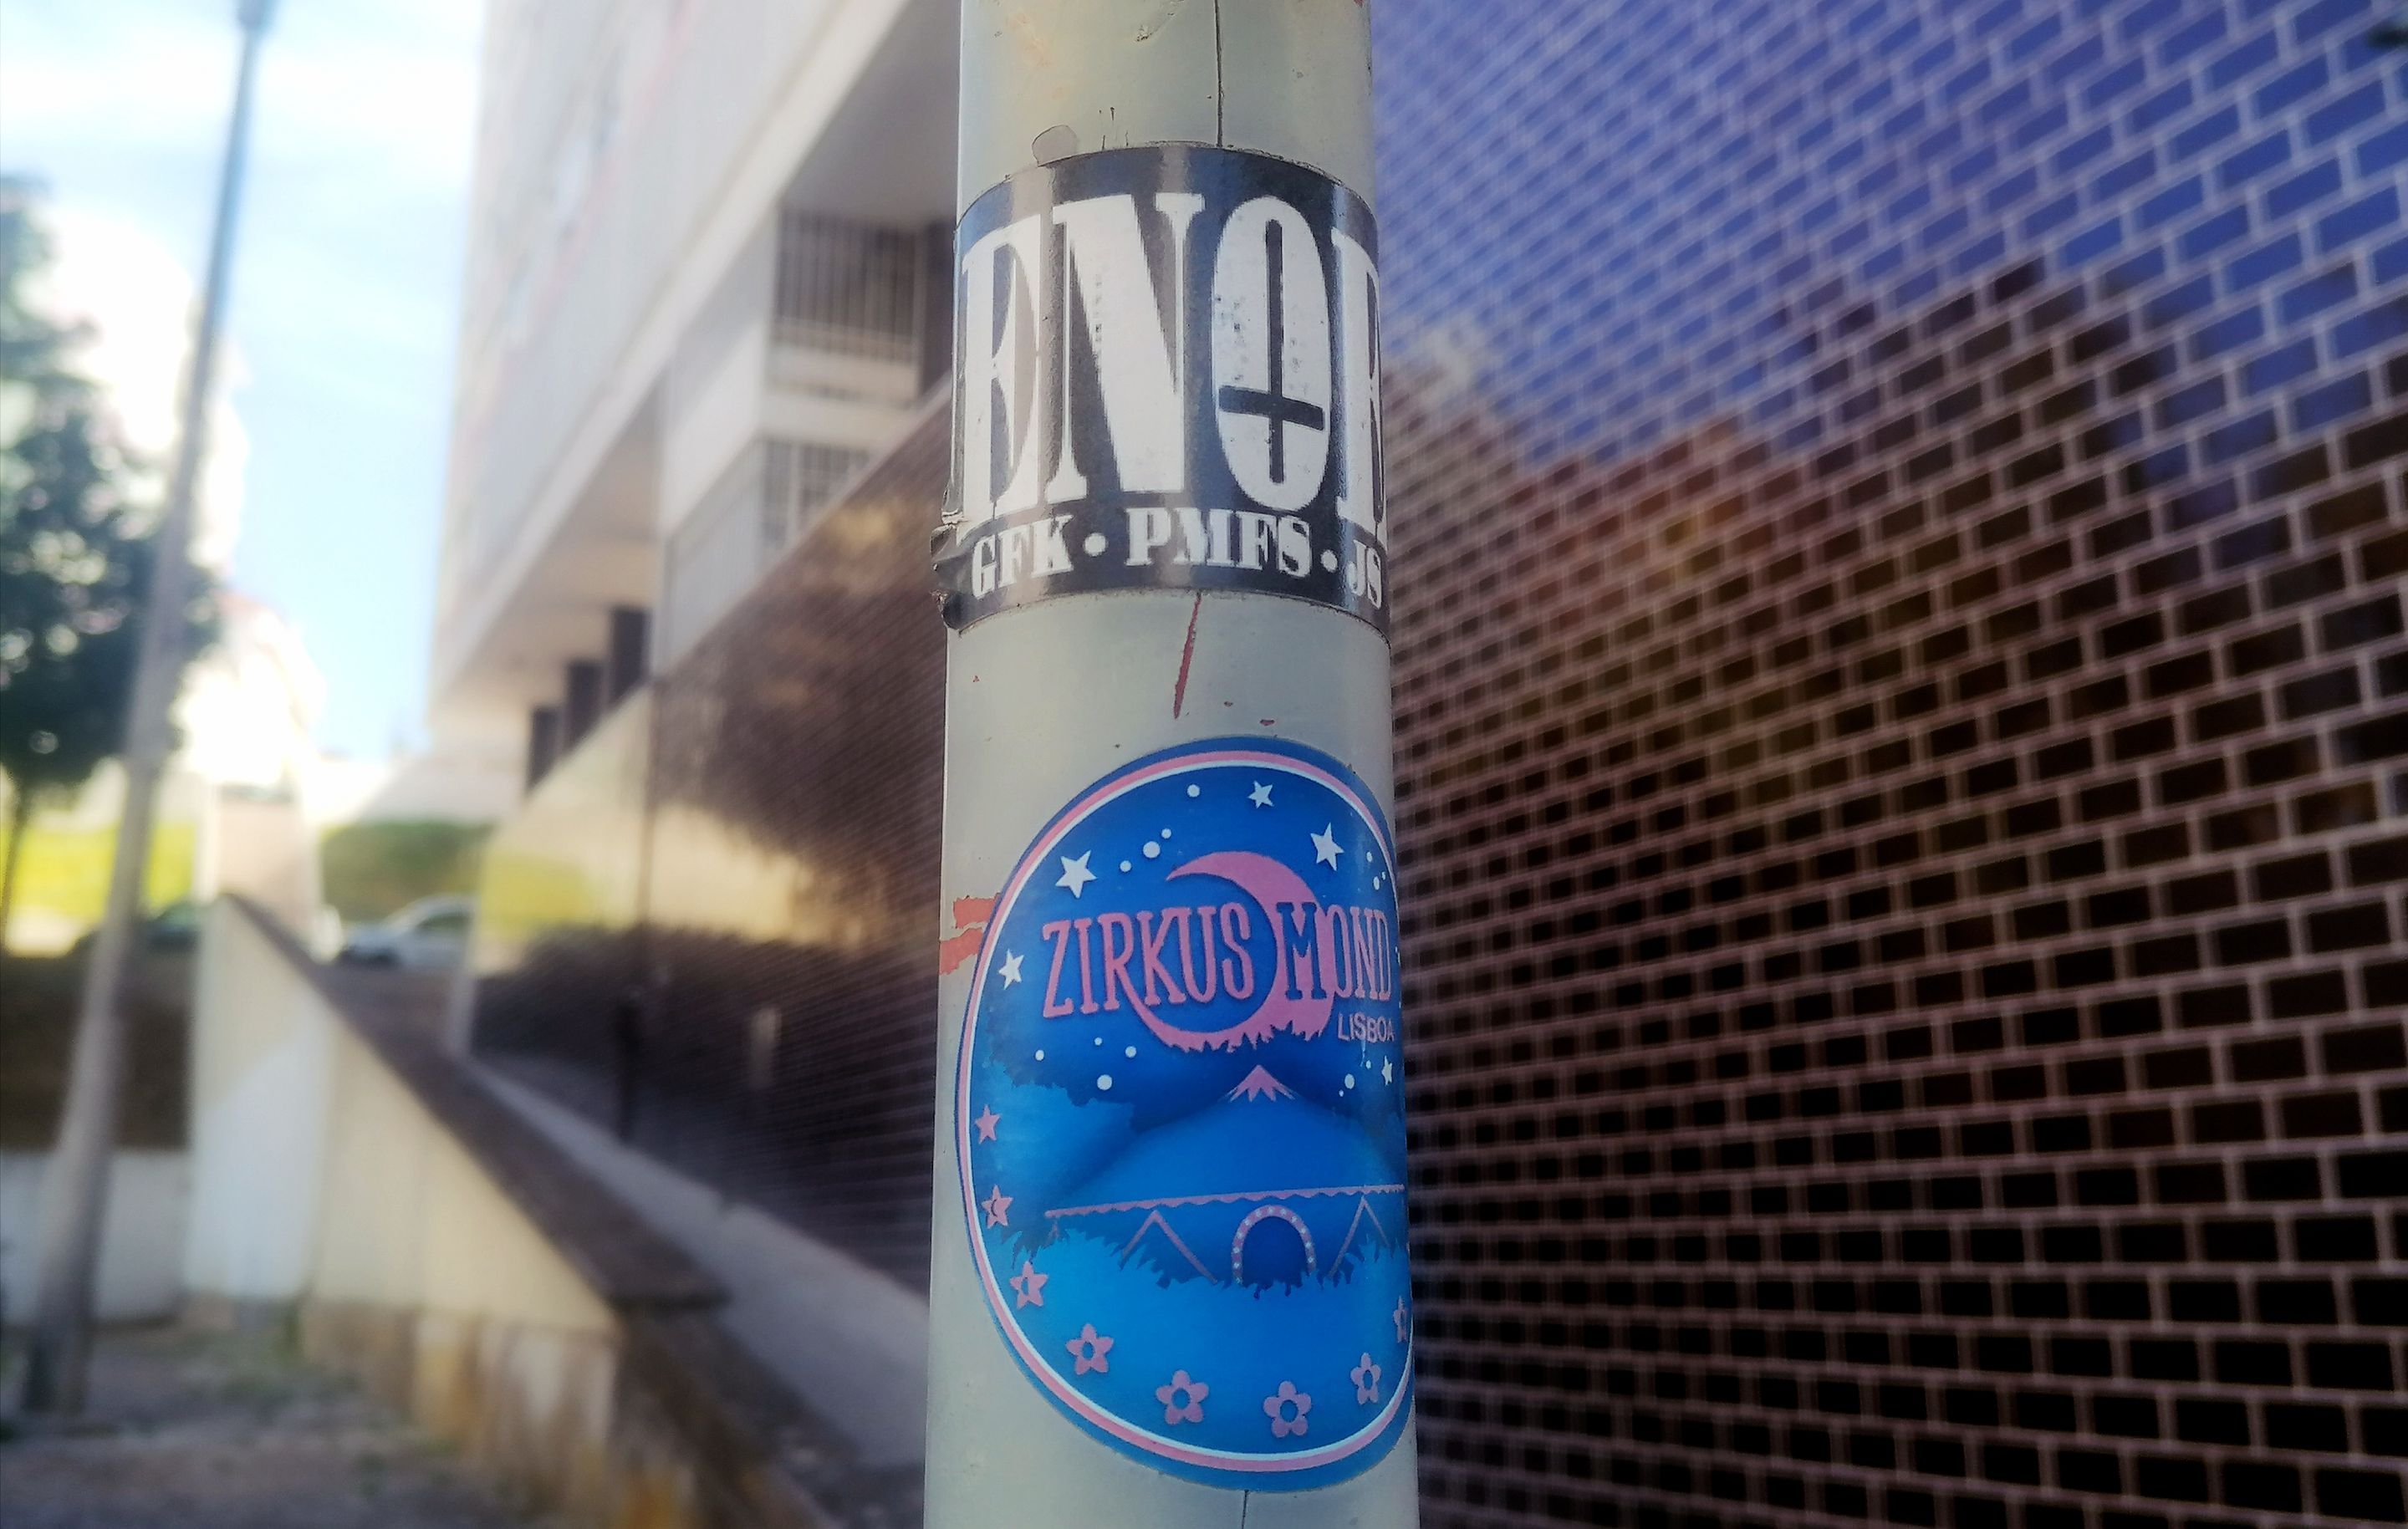 ENO
GFK · PMFS · JS
ZIRKUS MOND
LISBOA